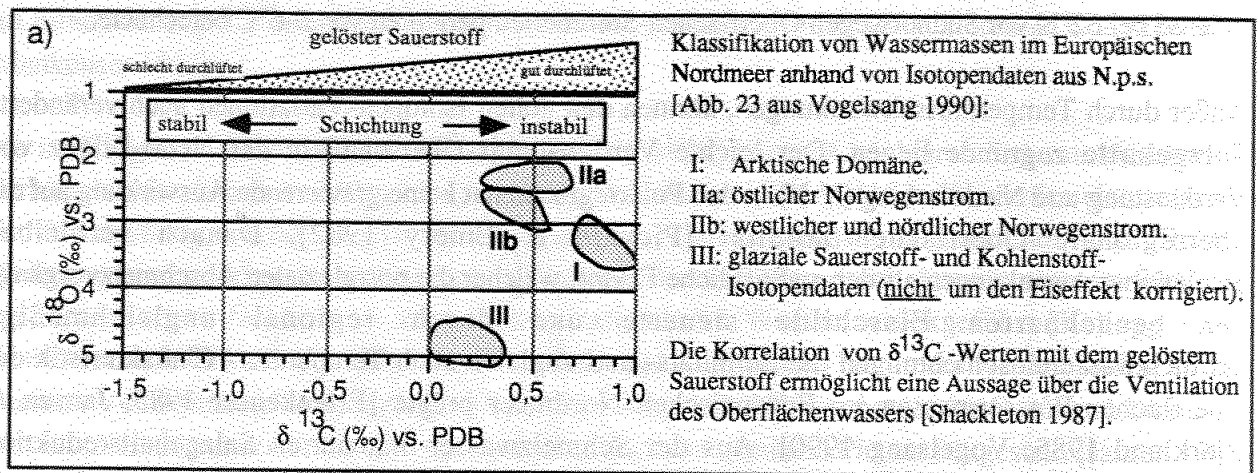 a)
gelöster Sauerstoff
schlecht durchlüftet
gut durchlüftet
stabil
Schichtung
instabil
1
2
3
4
5
δ 18O (‰) vs. PDB
IIa
IIb
I
III
-1,5
-1,0
-0,5
0,0
0,5
1,0
δ 13C (‰) vs. PDB
Klassifikation von Wassermassen im Europäischen
Nordmeer anhand von Isotopendaten aus N.p.s.
[Abb. 23 aus Vogelsang 1990]:
I: Arktische Domäne.
IIa: östlicher Norwegenstrom.
IIb: westlicher und nördlicher Norwegenstrom.
III: glaziale Sauerstoff- und Kohlenstoff-
Isotopendaten (nicht um den Eiseffekt korrigiert).
Die Korrelation von δ13C -Werten mit dem gelöstem
Sauerstoff ermöglicht eine Aussage über die Ventilation
des Oberflächenwassers [Shackleton 1987].